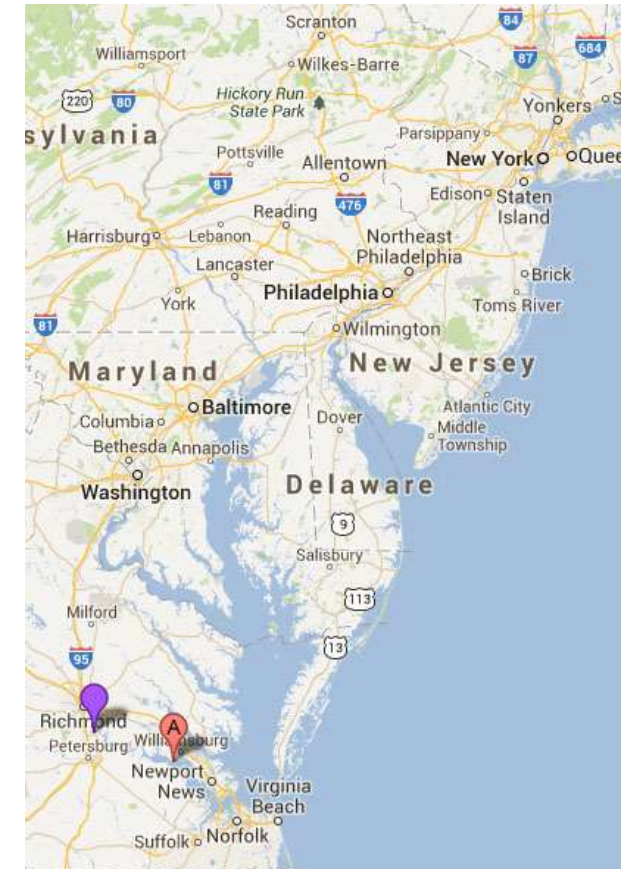 Scranton
84
Williamsport
87
684
Wilkes-Barre
Hickory Run
State Park
220
80
Yonkers
S
Parsippany
sylvania
Pottsville
Allentown
New York
Quee
81
476
Edison
Staten
Island
Reading
Harrisburg
Lebanon
Northeast
Philadelphia
Lancaster
Brick
York
Philadelphia
Toms River
81
Wilmington
Maryland
New Jersey
Baltimore
Atlantic City
Columbia
Dover
Middle
Township
Bethesda
Annapolis
Washington
Delaware
9
Salisbury
113
Milford
13
95
Richmond
A
Williamsburg
Petersburg
Newport
News
Virginia
Beach
Suffolk
Norfolk